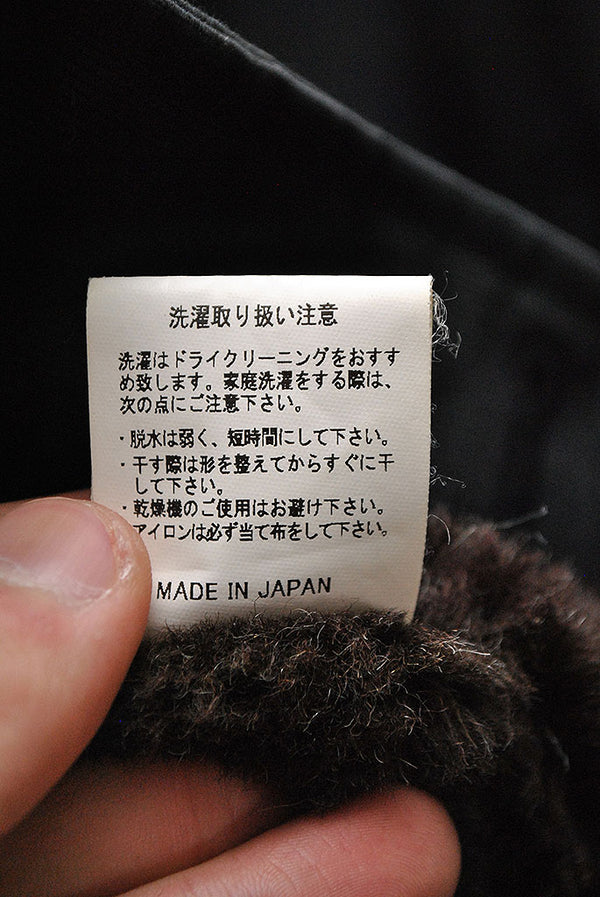 洗濯取り扱い注意
洗濯はドライクリーニングをおすす
め致します。家庭洗濯をする際は、
次の点にご注意下さい。
・脱水は弱く、短時間にして下さい。
・干す際は形を整えてからすぐに干
して下さい。
・乾燥機のご使用はお避け下さい。
アイロンは必ず当て布をして下さい。
MADE IN JAPAN